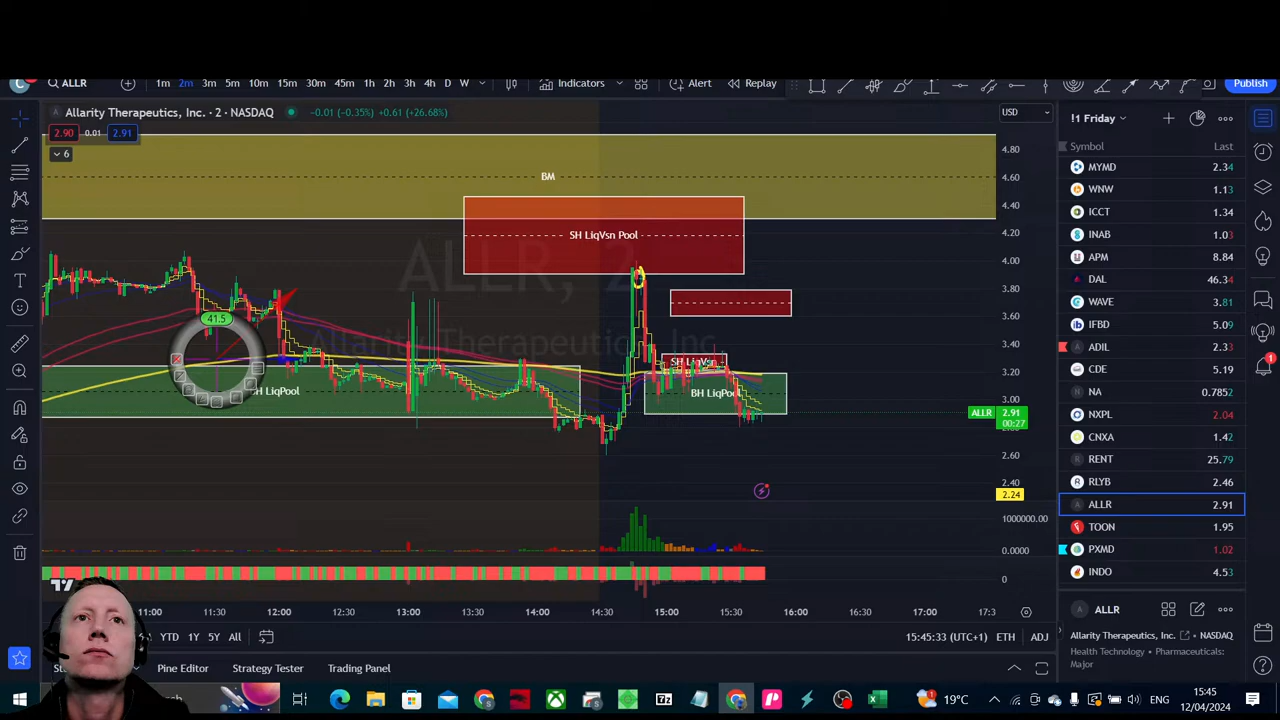 C
ALLR
1m 2m 3m 5m 10m 15m 30m 45m 1h 2h 3h 4h D W
Indicators
Alert
Replay
Publish
Allarity Therapeutics, Inc. · 2 · NASDAQ
-0.01 (-0.35%) +0.61 (+26.68%)
USD
2.90
0.01
2.91
6
!1 Friday
Symbol
Last
MYMD 2.34
WNW 1.13
ICCT 1.34
INAB 1.03
APM 8.84
DAL 46.34
WAVE 3.81
IFBD 5.09
ADIL 2.33
CDE 5.19
NA 0.7852
NXPL 2.04
CNXA 1.42
RENT 25.79
RLYB 2.46
ALLR 2.91
TOON 1.95
PXMD 1.02
INDO 4.53
ALLR
Allarity Therapeutics, Inc. NASDAQ
Health Technology • Pharmaceuticals:
Major
BM
SH LiqVsn Pool
ALLR, 2
Allarity Therapeutics, Inc.
SH LiqVsn
BH LiqPool
41.5
4.80
4.60
4.40
4.20
4.00
3.80
3.60
3.40
3.20
3.00
ALLR 2.91
00:27
2.60
2.40
2.24
1000000.00
0.0000
0
11:00 11:30 12:00 12:30 13:00 13:30 14:00 14:30 15:00 15:30 16:00 16:30 17:00 17:3
YTD 1Y 5Y All
15:45:33 (UTC+1) ETH ADJ
Pine Editor
Strategy Tester
Trading Panel
19°C
ENG
15:45
12/04/2024